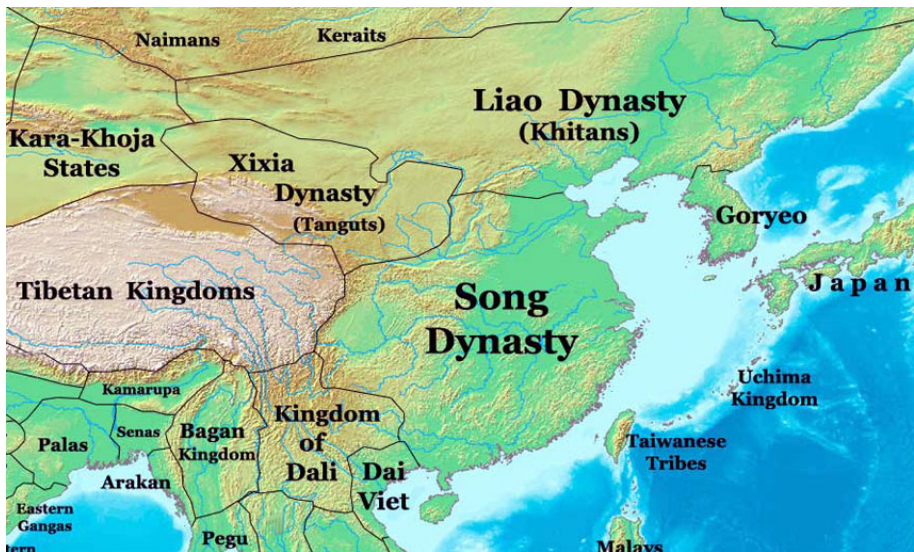 Naimans
Keraits
Liao Dynasty
(Khitans)
Kara-Khoja
States
Xixia
Dynasty
(Tanguts)
Goryeo
Tibetan Kingdoms
Song
Dynasty
Japan
Kamarupa
Uchima
Kingdom
Palas
Senas
Bagan
Kingdom
Kingdom
of
Dali
Dai
Viet
Taiwanese
Tribes
Arakan
Eastern
Gangas
tern
Pegu
Malays